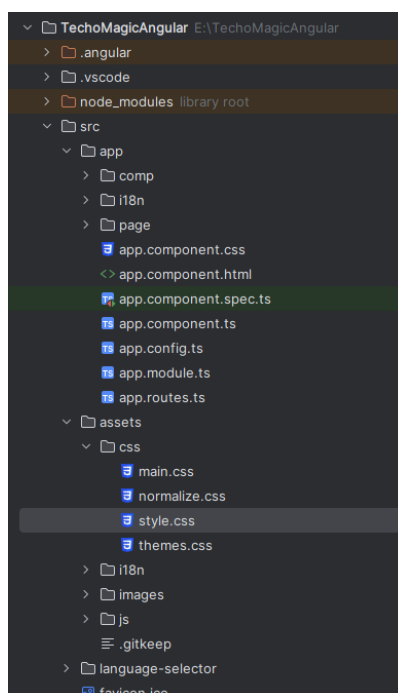 TechoMagicAngular E:\TechoMagicAngular
.angular
.vscode
node_modules library root
src
app
comp
i18n
page
app.component.css
app.component.html
app.component.spec.ts
app.component.ts
app.config.ts
app.module.ts
app.routes.ts
assets
css
main.css
normalize.css
style.css
themes.css
i18n
images
js
.gitkeep
language-selector
favicon.ico